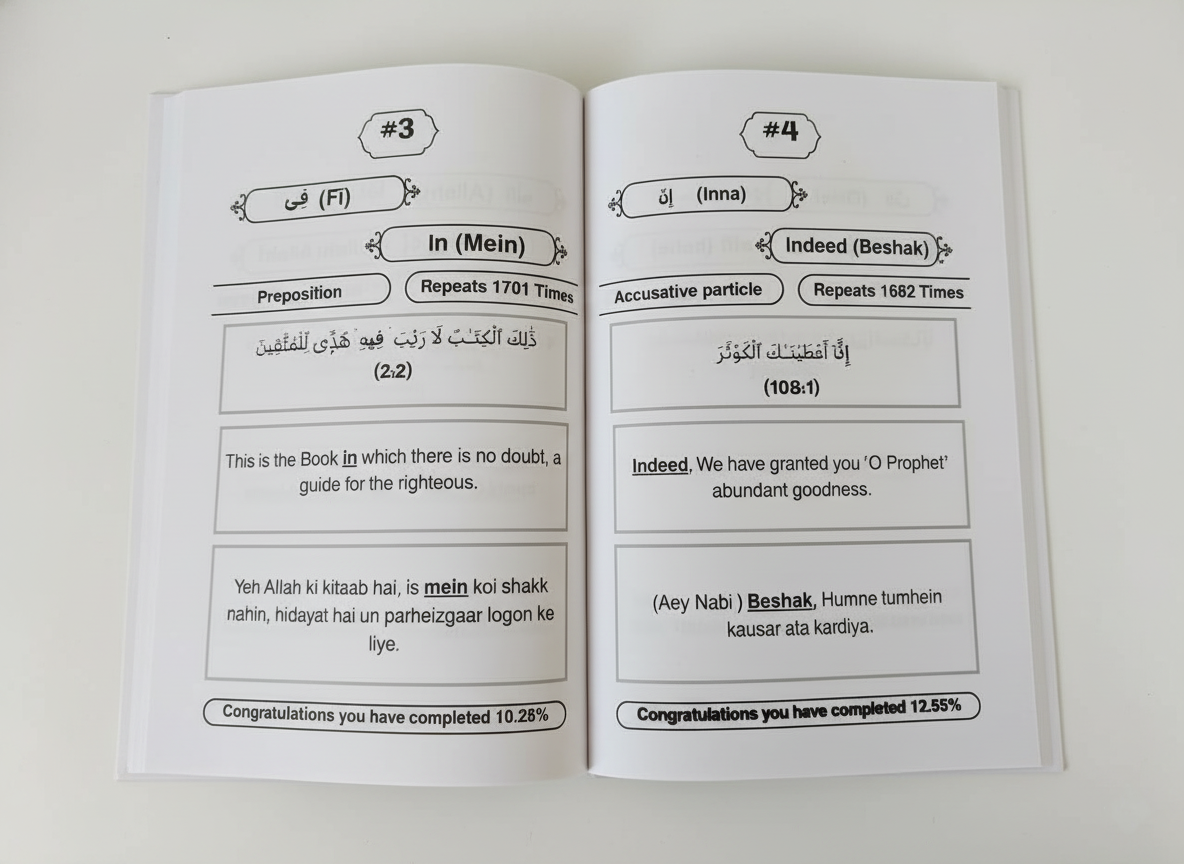 #3
فِي (Fī)
In (Mein)
Preposition
Repeats 1701 Times
ذَٰلِكَ ٱلْكِتَـٰبُ لَا رَيْبَ ۛ فِيهِ ۛ هُدًى لِّلْمُتَّقِينَ
(2:2)
This is the Book in which there is no doubt, a
guide for the righteous.
Yeh Allah ki kitaab hai, is mein koi shakk
nahin, hidayat hai un parheizgaar logon ke
liye.
Congratulations you have completed 10.28%
#4
إِنّ (Inna)
Indeed (Beshak)
Accusative particle
Repeats 1682 Times
إِنَّآ أَعْطَيْنَـٰكَ ٱلْكَوْثَرَ
(108:1)
Indeed, We have granted you 'O Prophet'
abundant goodness.
(Aey Nabi ) Beshak, Humne tumhein
kausar ata kardiya.
Congratulations you have completed 12.55%